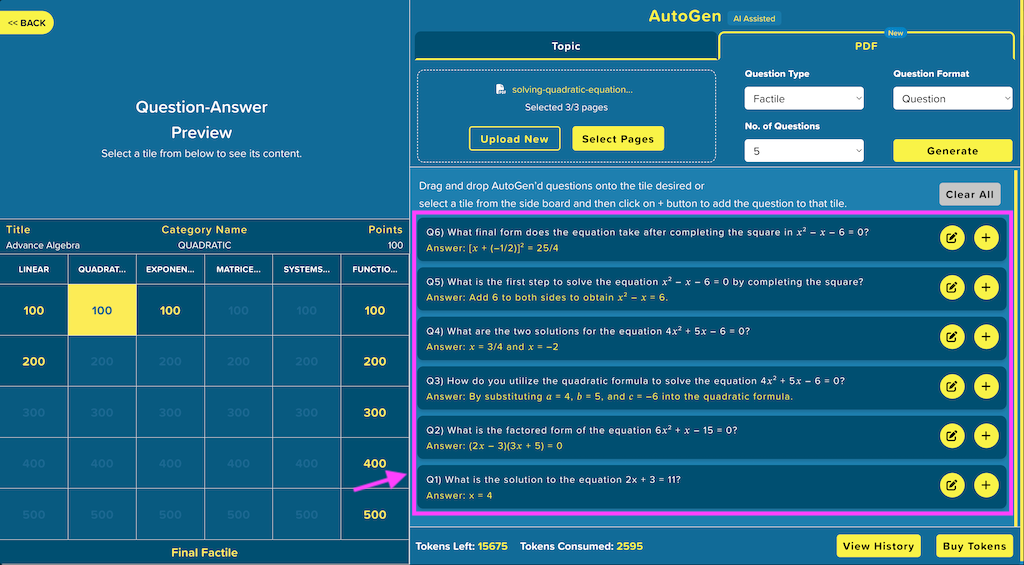 << BACK
Question-Answer
Preview
Select a tile from below to see its content.
Title
Category Name
Points
Advance Algebra
QUADRATIC
100
LINEAR
QUADRAT...
EXPONEN...
MATRICE...
SYSTEMS...
FUNCTIO...
100
100
100
100
100
100
200
200
200
200
200
200
300
300
300
300
300
300
400
400
400
400
400
400
500
500
500
500
500
500
Final Factile
AutoGen AI Assisted
Topic
PDF
New
solving-quadratic-equation...
Selected 3/3 pages
Upload New
Select Pages
Question Type
Question Format
Factile
Question
No. of Questions
5
Generate
Drag and drop AutoGen'd questions onto the tile desired or
select a tile from the side board and then click on + button to add the question to that tile.
Clear All
Q6) What final form does the equation take after completing the square in x² − x − 6 = 0?
Answer: [x + (−1/2)]² = 25/4
Q5) What is the first step to solve the equation x² − x − 6 = 0 by completing the square?
Answer: Add 6 to both sides to obtain x² − x = 6.
Q4) What are the two solutions for the equation 4x² + 5x − 6 = 0?
Answer: x = 3/4 and x = −2
Q3) How do you utilize the quadratic formula to solve the equation 4x² + 5x − 6 = 0?
Answer: By substituting a = 4, b = 5, and c = −6 into the quadratic formula.
Q2) What is the factored form of the equation 6x² + x − 15 = 0?
Answer: (2x − 3)(3x + 5) = 0
Q1) What is the solution to the equation 2x + 3 = 11?
Answer: x = 4
Tokens Left: 15675
Tokens Consumed: 2595
View History
Buy Tokens